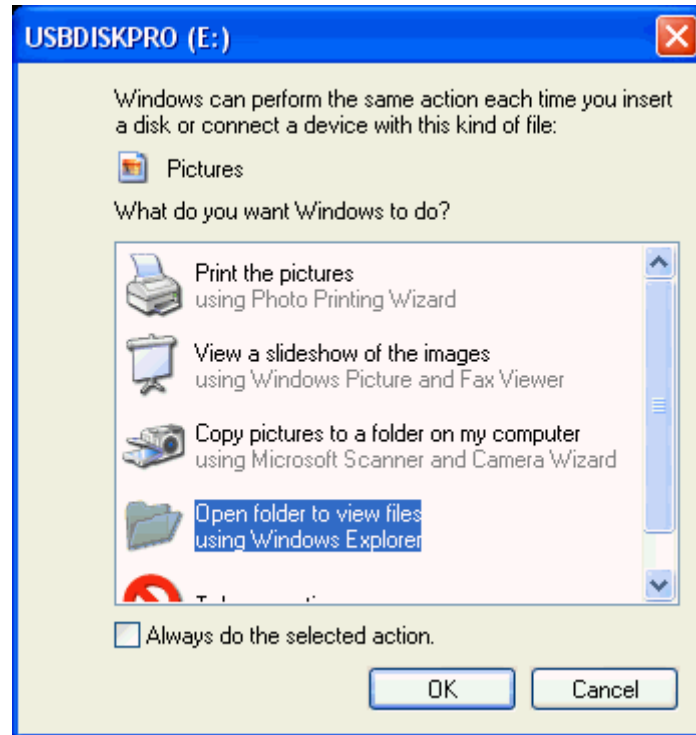 USBDISKPRO (E:)
Windows can perform the same action each time you insert
a disk or connect a device with this kind of file:
Pictures
What do you want Windows to do?
Print the pictures
using Photo Printing Wizard
View a slideshow of the images
using Windows Picture and Fax Viewer
Copy pictures to a folder on my computer
using Microsoft Scanner and Camera Wizard
Open folder to view files
using Windows Explorer
Always do the selected action.
OK
Cancel